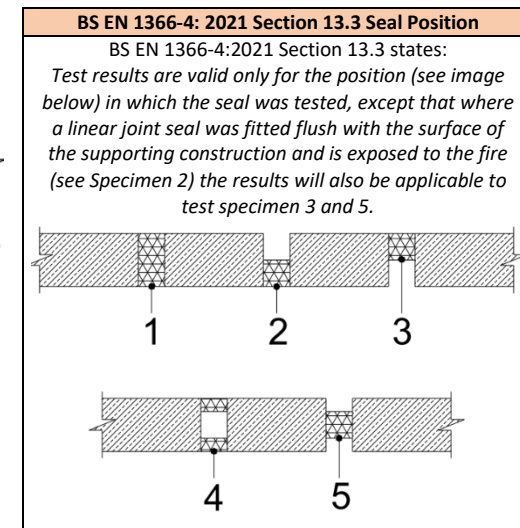 BS EN 1366-4: 2021 Section 13.3 Seal Position
BS EN 1366-4:2021 Section 13.3 states:
Test results are valid only for the position (see image
below) in which the seal was tested, except that where
a linear joint seal was fitted flush with the surface of
the supporting construction and is exposed to the fire
(see Specimen 2) the results will also be applicable to
test specimen 3 and 5.
1 2 3
4 5